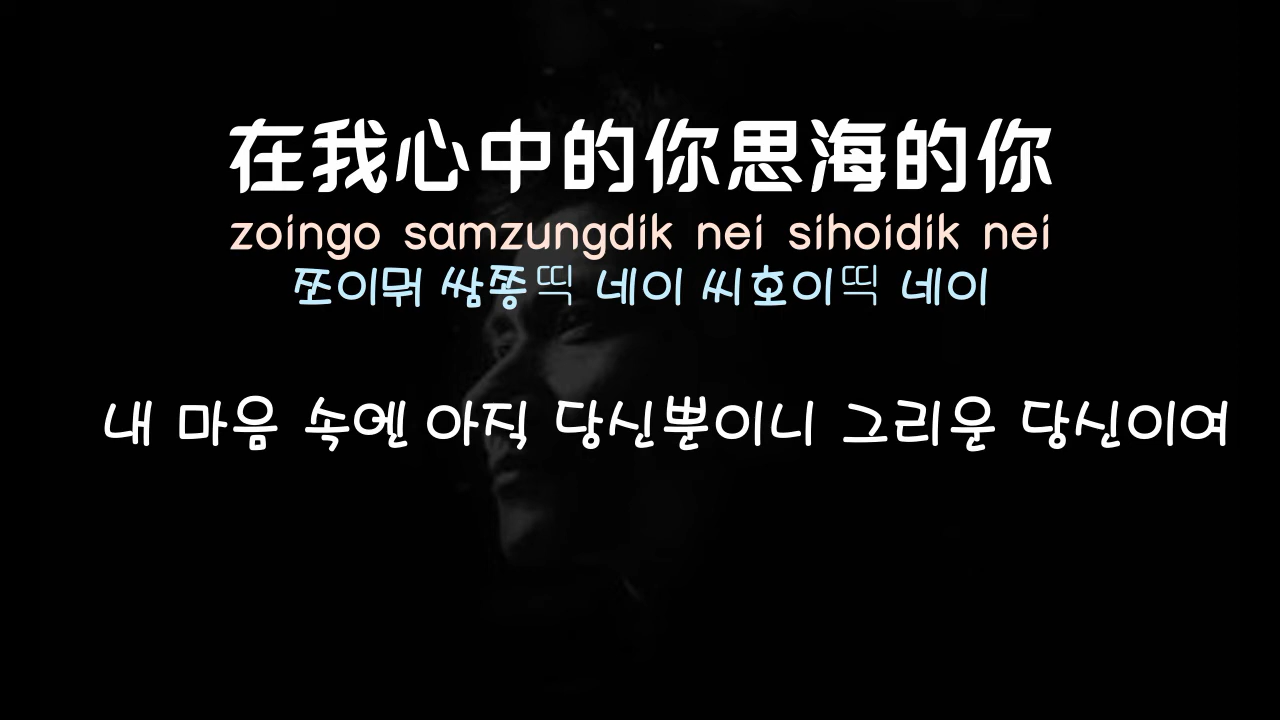 在我心中的你思海的你
zoingo samzungdik nei sihoidik nei
쪼이뭐 쌈쫑띡 네이 씨호이띡 네이
내 마음 속엔 아직 당신뿐이니 그리운 당신이여